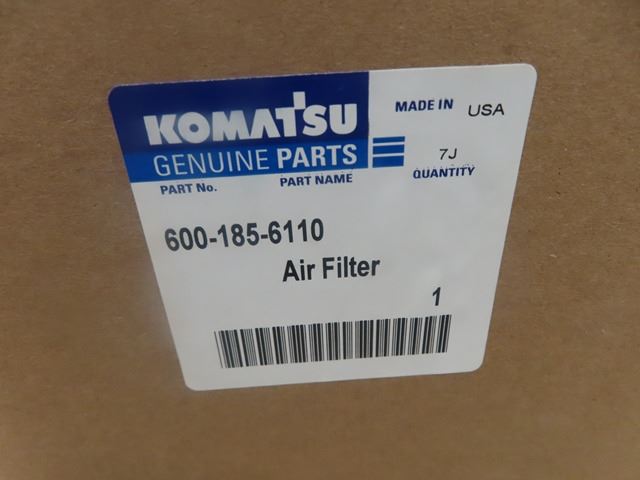 KOMATSU
GENUINE PARTS
MADE IN USA
7J
PART No. PART NAME QUANTITY
600-185-6110
Air Filter
1